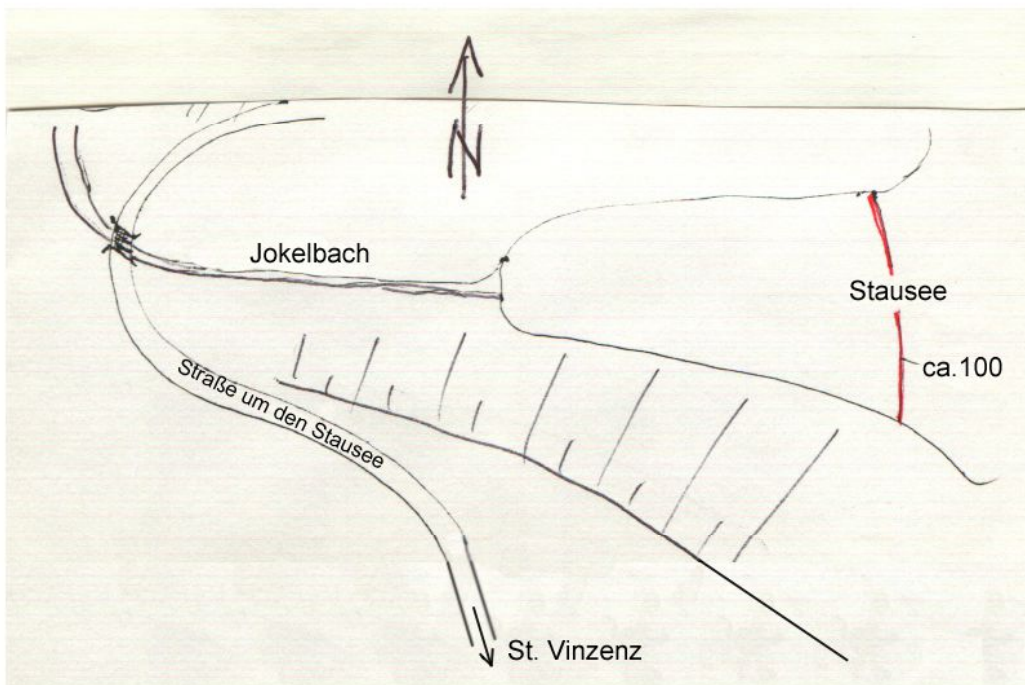 N
Jokelbach
Stausee
ca.100
Straße um den Stausee
St. Vinzenz